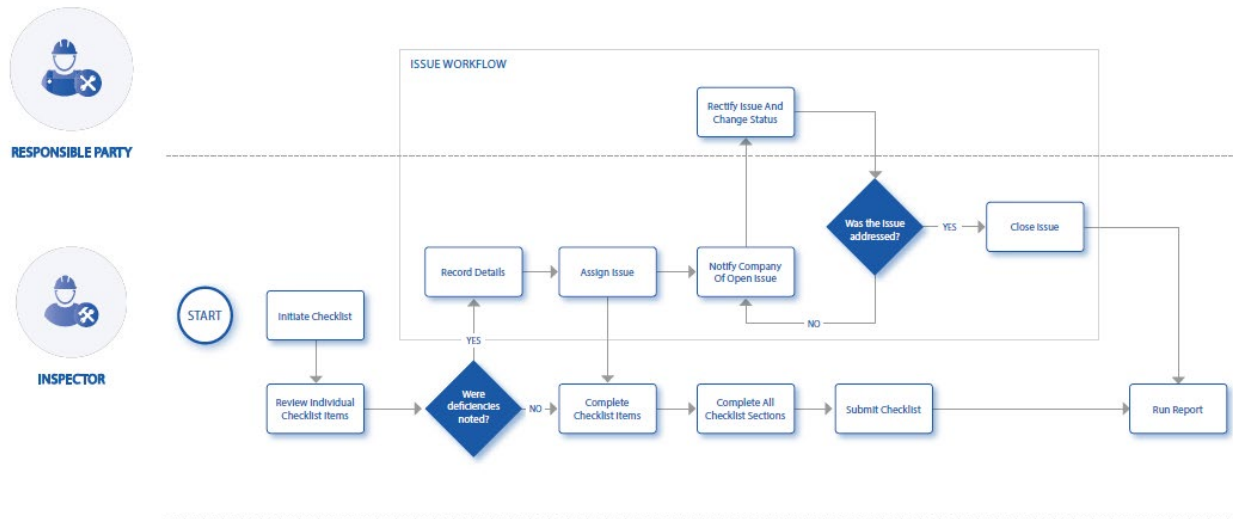 ISSUE WORKFLOW
Rectify Issue And
Change Status
RESPONSIBLE PARTY
Was the Issue
addressed?
YES
Close Issue
Record Details
Assign Issue
Notify Company
Of Open Issue
START
Initiate Checklist
NO
YES
INSPECTOR
Review Individual
Checklist Items
Were
deficiencies
noted?
NO
Complete
Checklist Items
Complete All
Checklist Sections
Submit Checklist
Run Report